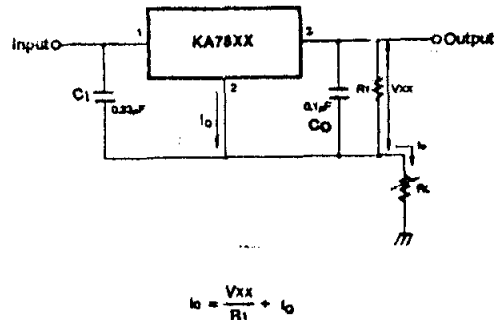 Input
1
KA78XX
3
Output
2
CI
0.33µF
IQ
0.1µF
CO
R1
VXX
Io
RL
Io = VXX / R1 + IQ